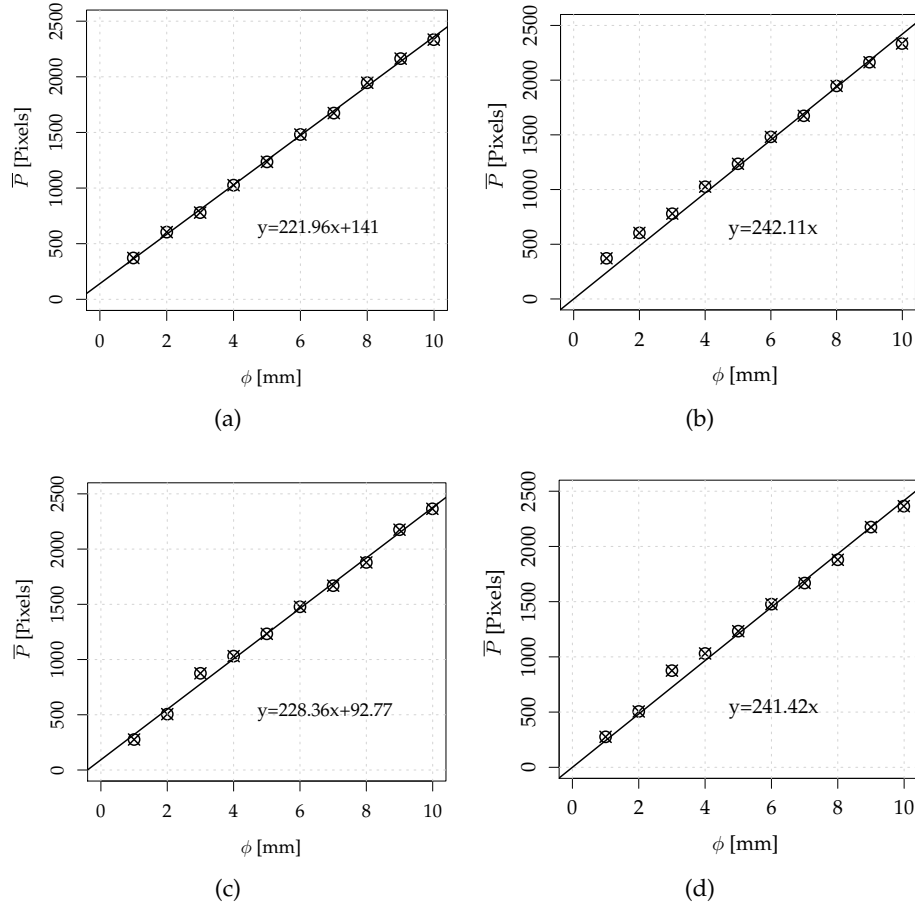 2500
2000
1500
1000
500
0
P̅ [Pixels]
y=221.96x+141
0 2 4 6 8 10
ϕ [mm]
(a)
2500
2000
1500
1000
500
0
P̅ [Pixels]
y=242.11x
0 2 4 6 8 10
ϕ [mm]
(b)
2500
2000
1500
1000
500
0
P̅ [Pixels]
y=228.36x+92.77
0 2 4 6 8 10
ϕ [mm]
(c)
2500
2000
1500
1000
500
0
P̅ [Pixels]
y=241.42x
0 2 4 6 8 10
ϕ [mm]
(d)